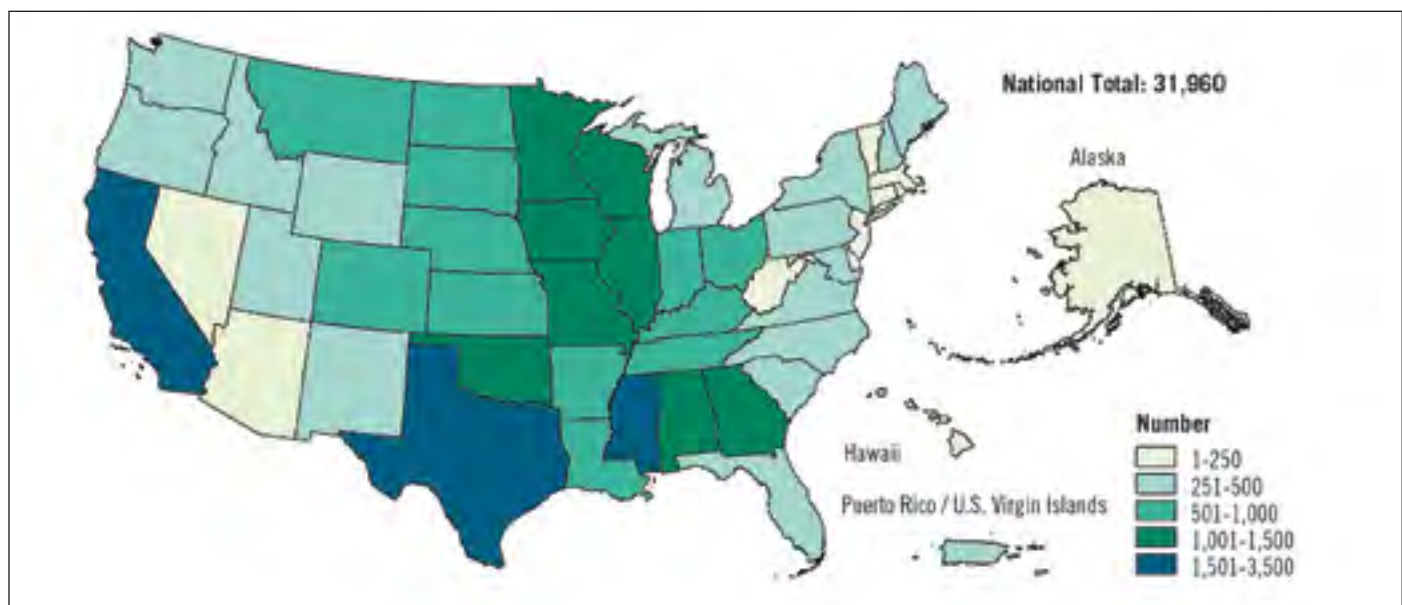 National Total: 31,960
Alaska
Hawaii
Puerto Rico / U.S. Virgin Islands
Number
1-250
251-500
501-1,000
1,001-1,500
1,501-3,500